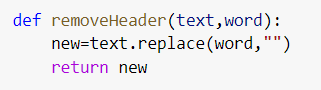 def removeHeader(text,word):
    new=text.replace(word,"")
    return new